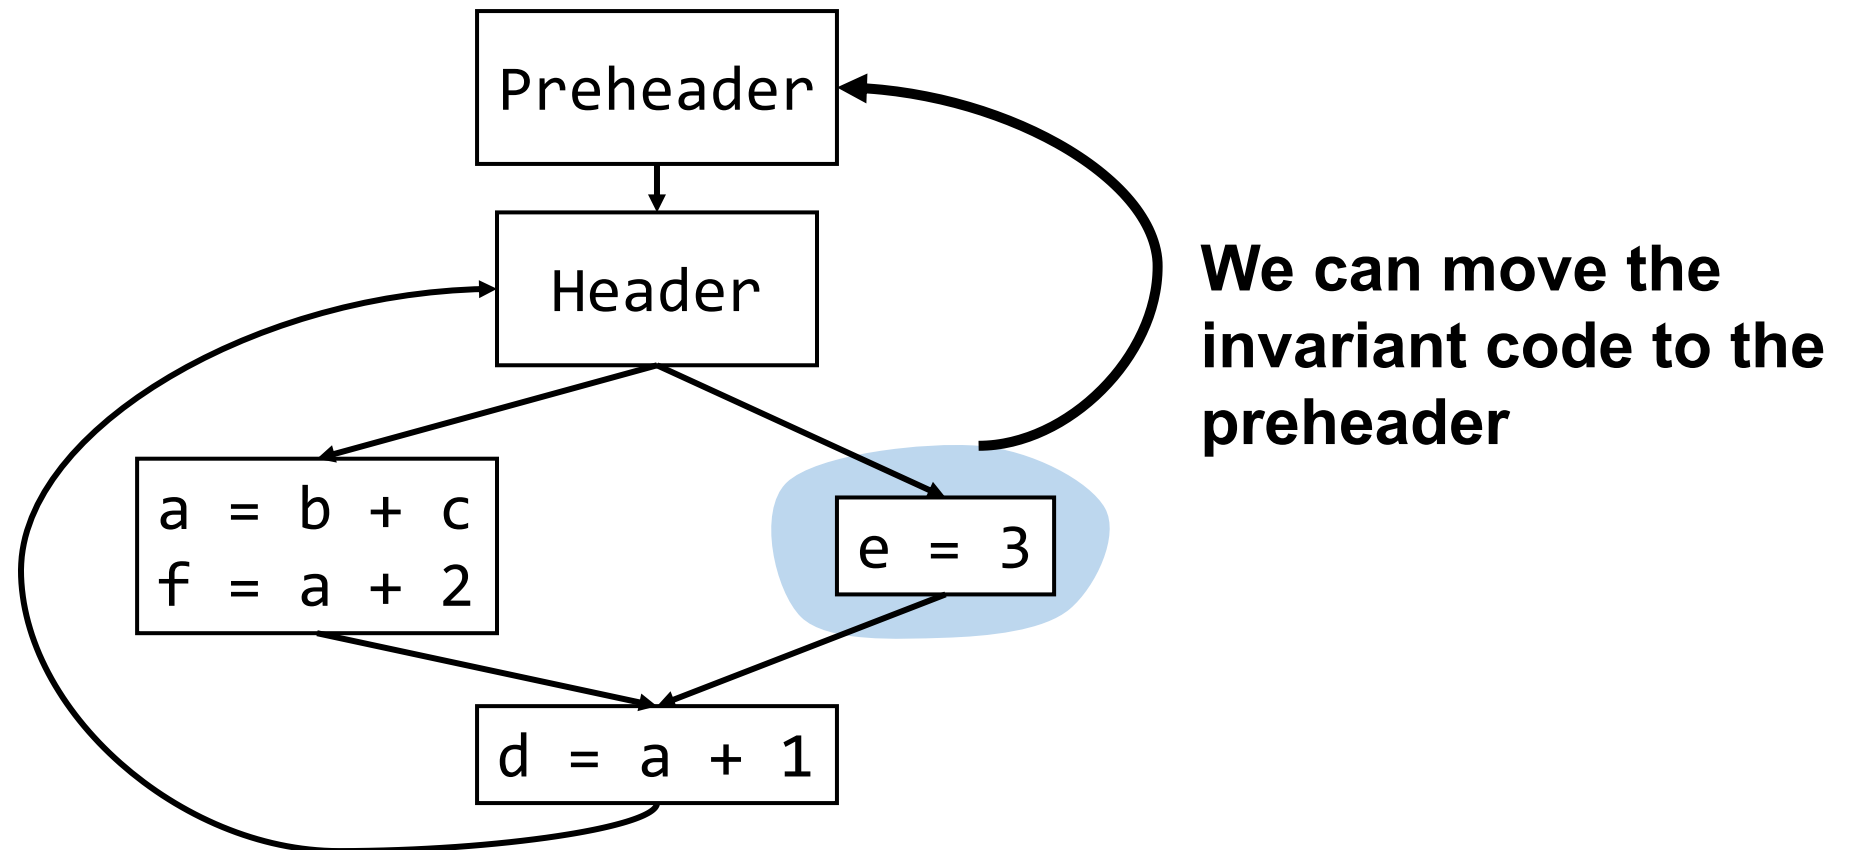 Preheader
Header
We can move the
invariant code to the
preheader
a = b + c
f = a + 2
e = 3
d = a + 1